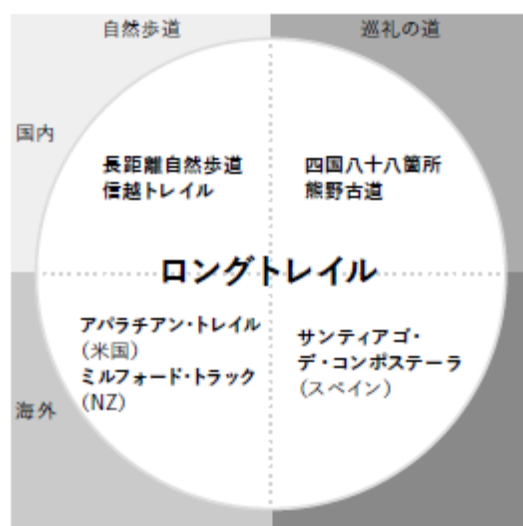 自然歩道
巡礼の道
国内
長距離自然歩道
信越トレイル
四国八十八箇所
熊野古道
ロングトレイル
アパラチアン・トレイル
(米国)
ミルフォード・トラック
(NZ)
サンティアゴ・
デ・コンポステーラ
(スペイン)
海外